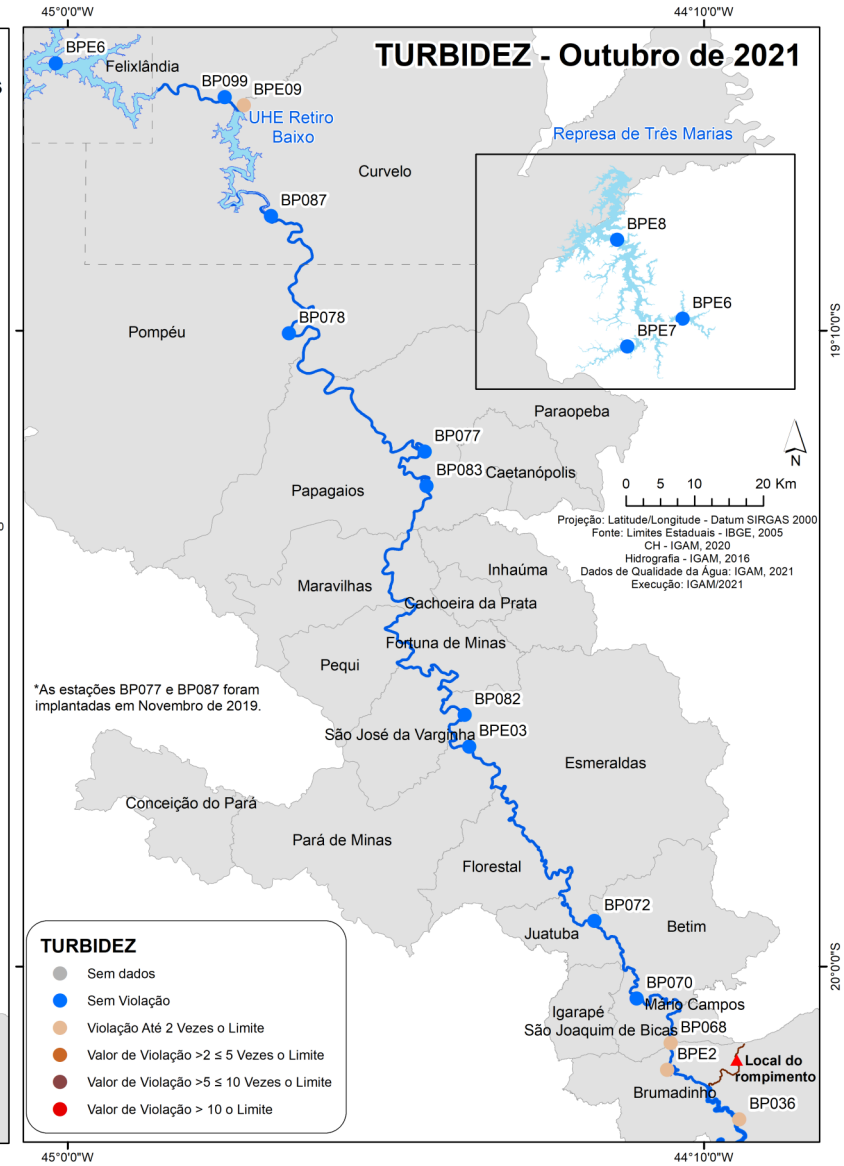 45°0'0"W
44°10'0"W
TURBIDEZ - Outubro de 2021
BPE6
Felixlândia
BP099
BPE09
UHE Retiro
Baixo
Represa de Três Marias
Curvelo
BP087
BPE8
BPE6
BPE7
BP078
Pompéu
19°10'0"S
Paraopeba
BP077
N
BP083
Caetanópolis
Papagaios
0 5 10 20 Km
Projeção: Latitude/Longitude - Datum SIRGAS 2000
Fonte: Limites Estaduais - IBGE, 2005
CH - IGAM, 2020
Hidrografia - IGAM, 2016
Dados de Qualidade da Água: IGAM, 2021
Execução: IGAM/2021
Inhaúma
Maravilhas
Cachoeira da Prata
Fortuna de Minas
Pequi
*As estações BP077 e BP087 foram
implantadas em Novembro de 2019.
BP082
São José da Varginha
BPE03
Esmeraldas
Conceição do Pará
Pará de Minas
Florestal
BP072
Juatuba
Betim
20°0'0"S
BP070
Mário Campos
Igarapé
São Joaquim de Bicas
BP068
BPE2
Local do
rompimento
Brumadinho
BP036
TURBIDEZ
Sem dados
Sem Violação
Violação Até 2 Vezes o Limite
Valor de Violação >2 ≤ 5 Vezes o Limite
Valor de Violação >5 ≤ 10 Vezes o Limite
Valor de Violação > 10 o Limite
45°0'0"W
44°10'0"W